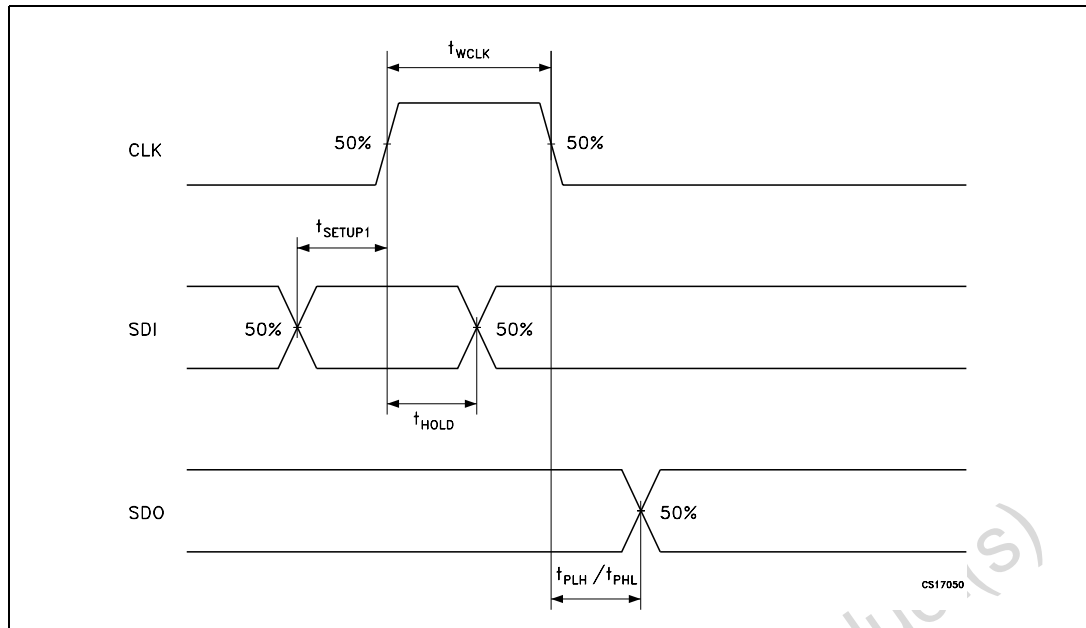 tWCLK
CLK 50% 50%
tSETUP1
SDI 50% 50%
tHOLD
SDO 50%
tPLH /tPHL
CS17050